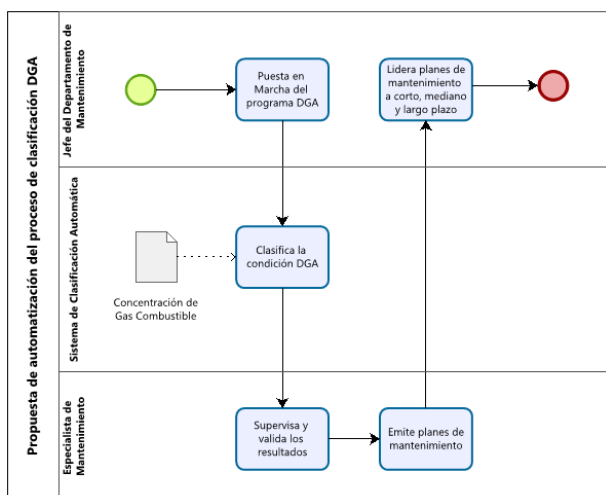 Propuesta de automatización del proceso de clasificación DGA
Jefe del Departamento de
Mantenimiento
Puesta en
Marcha del
programa DGA
Lidera planes de
mantenimiento
a corto, mediano
y largo plazo
Sistema de Clasificación Automática
Clasifica la
condición DGA
Concentración de
Gas Combustible
Especialista de
Mantenimiento
Supervisa y
valida los
resultados
Emite planes de
mantenimiento